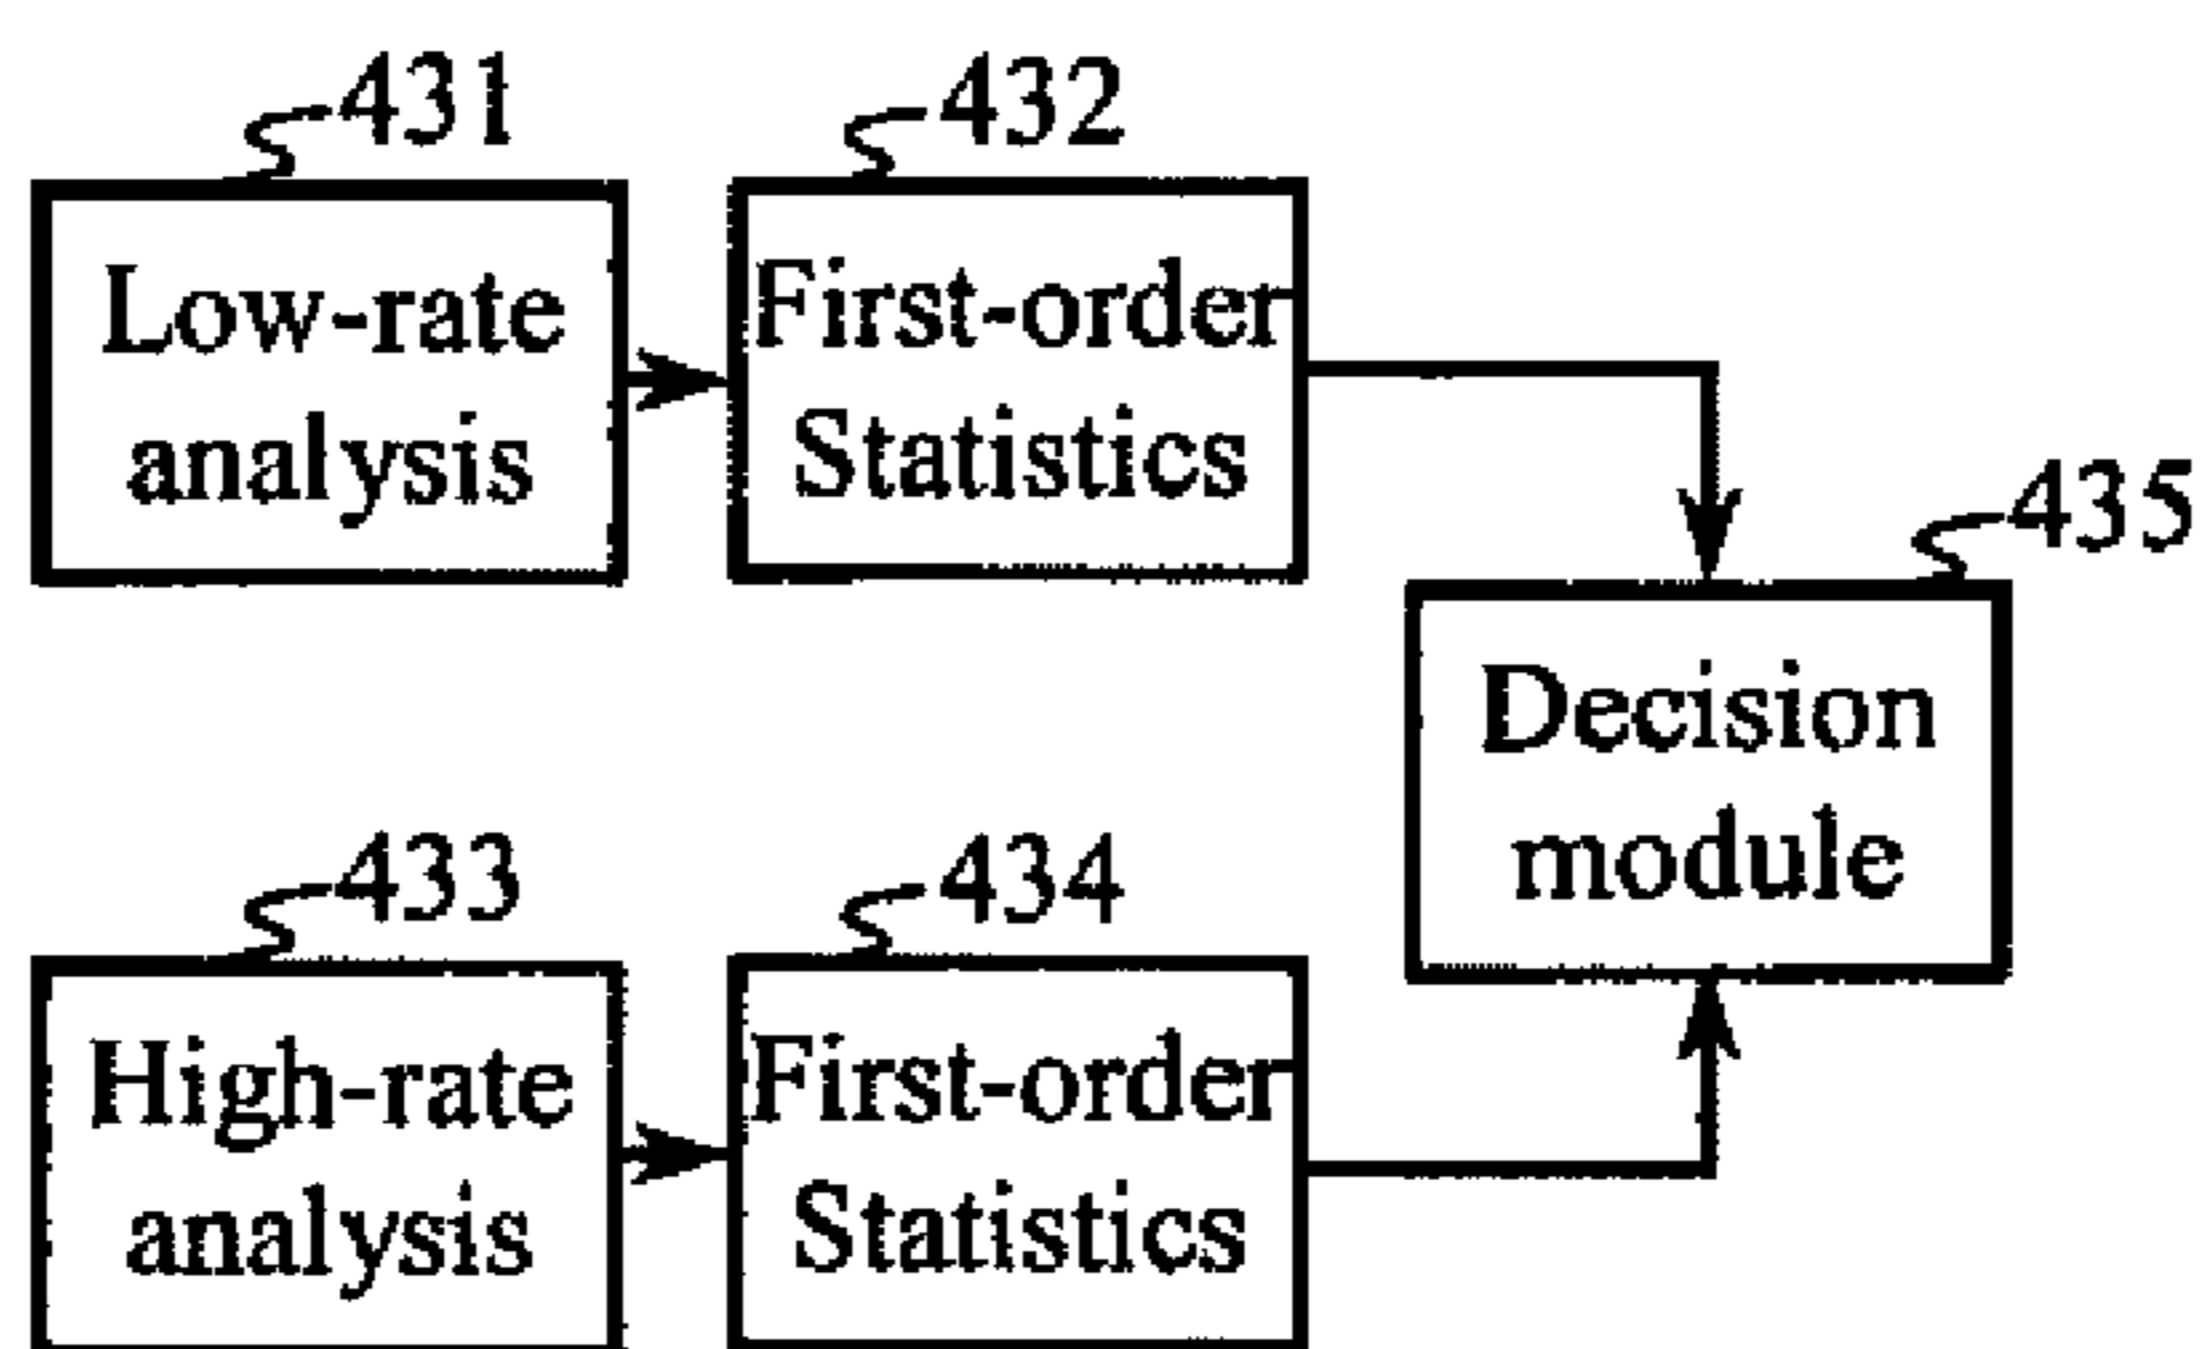 431
Low-rate
analysis
432
First-order
Statistics
435
Decision
module
433
High-rate
analysis
434
First-order
Statistics